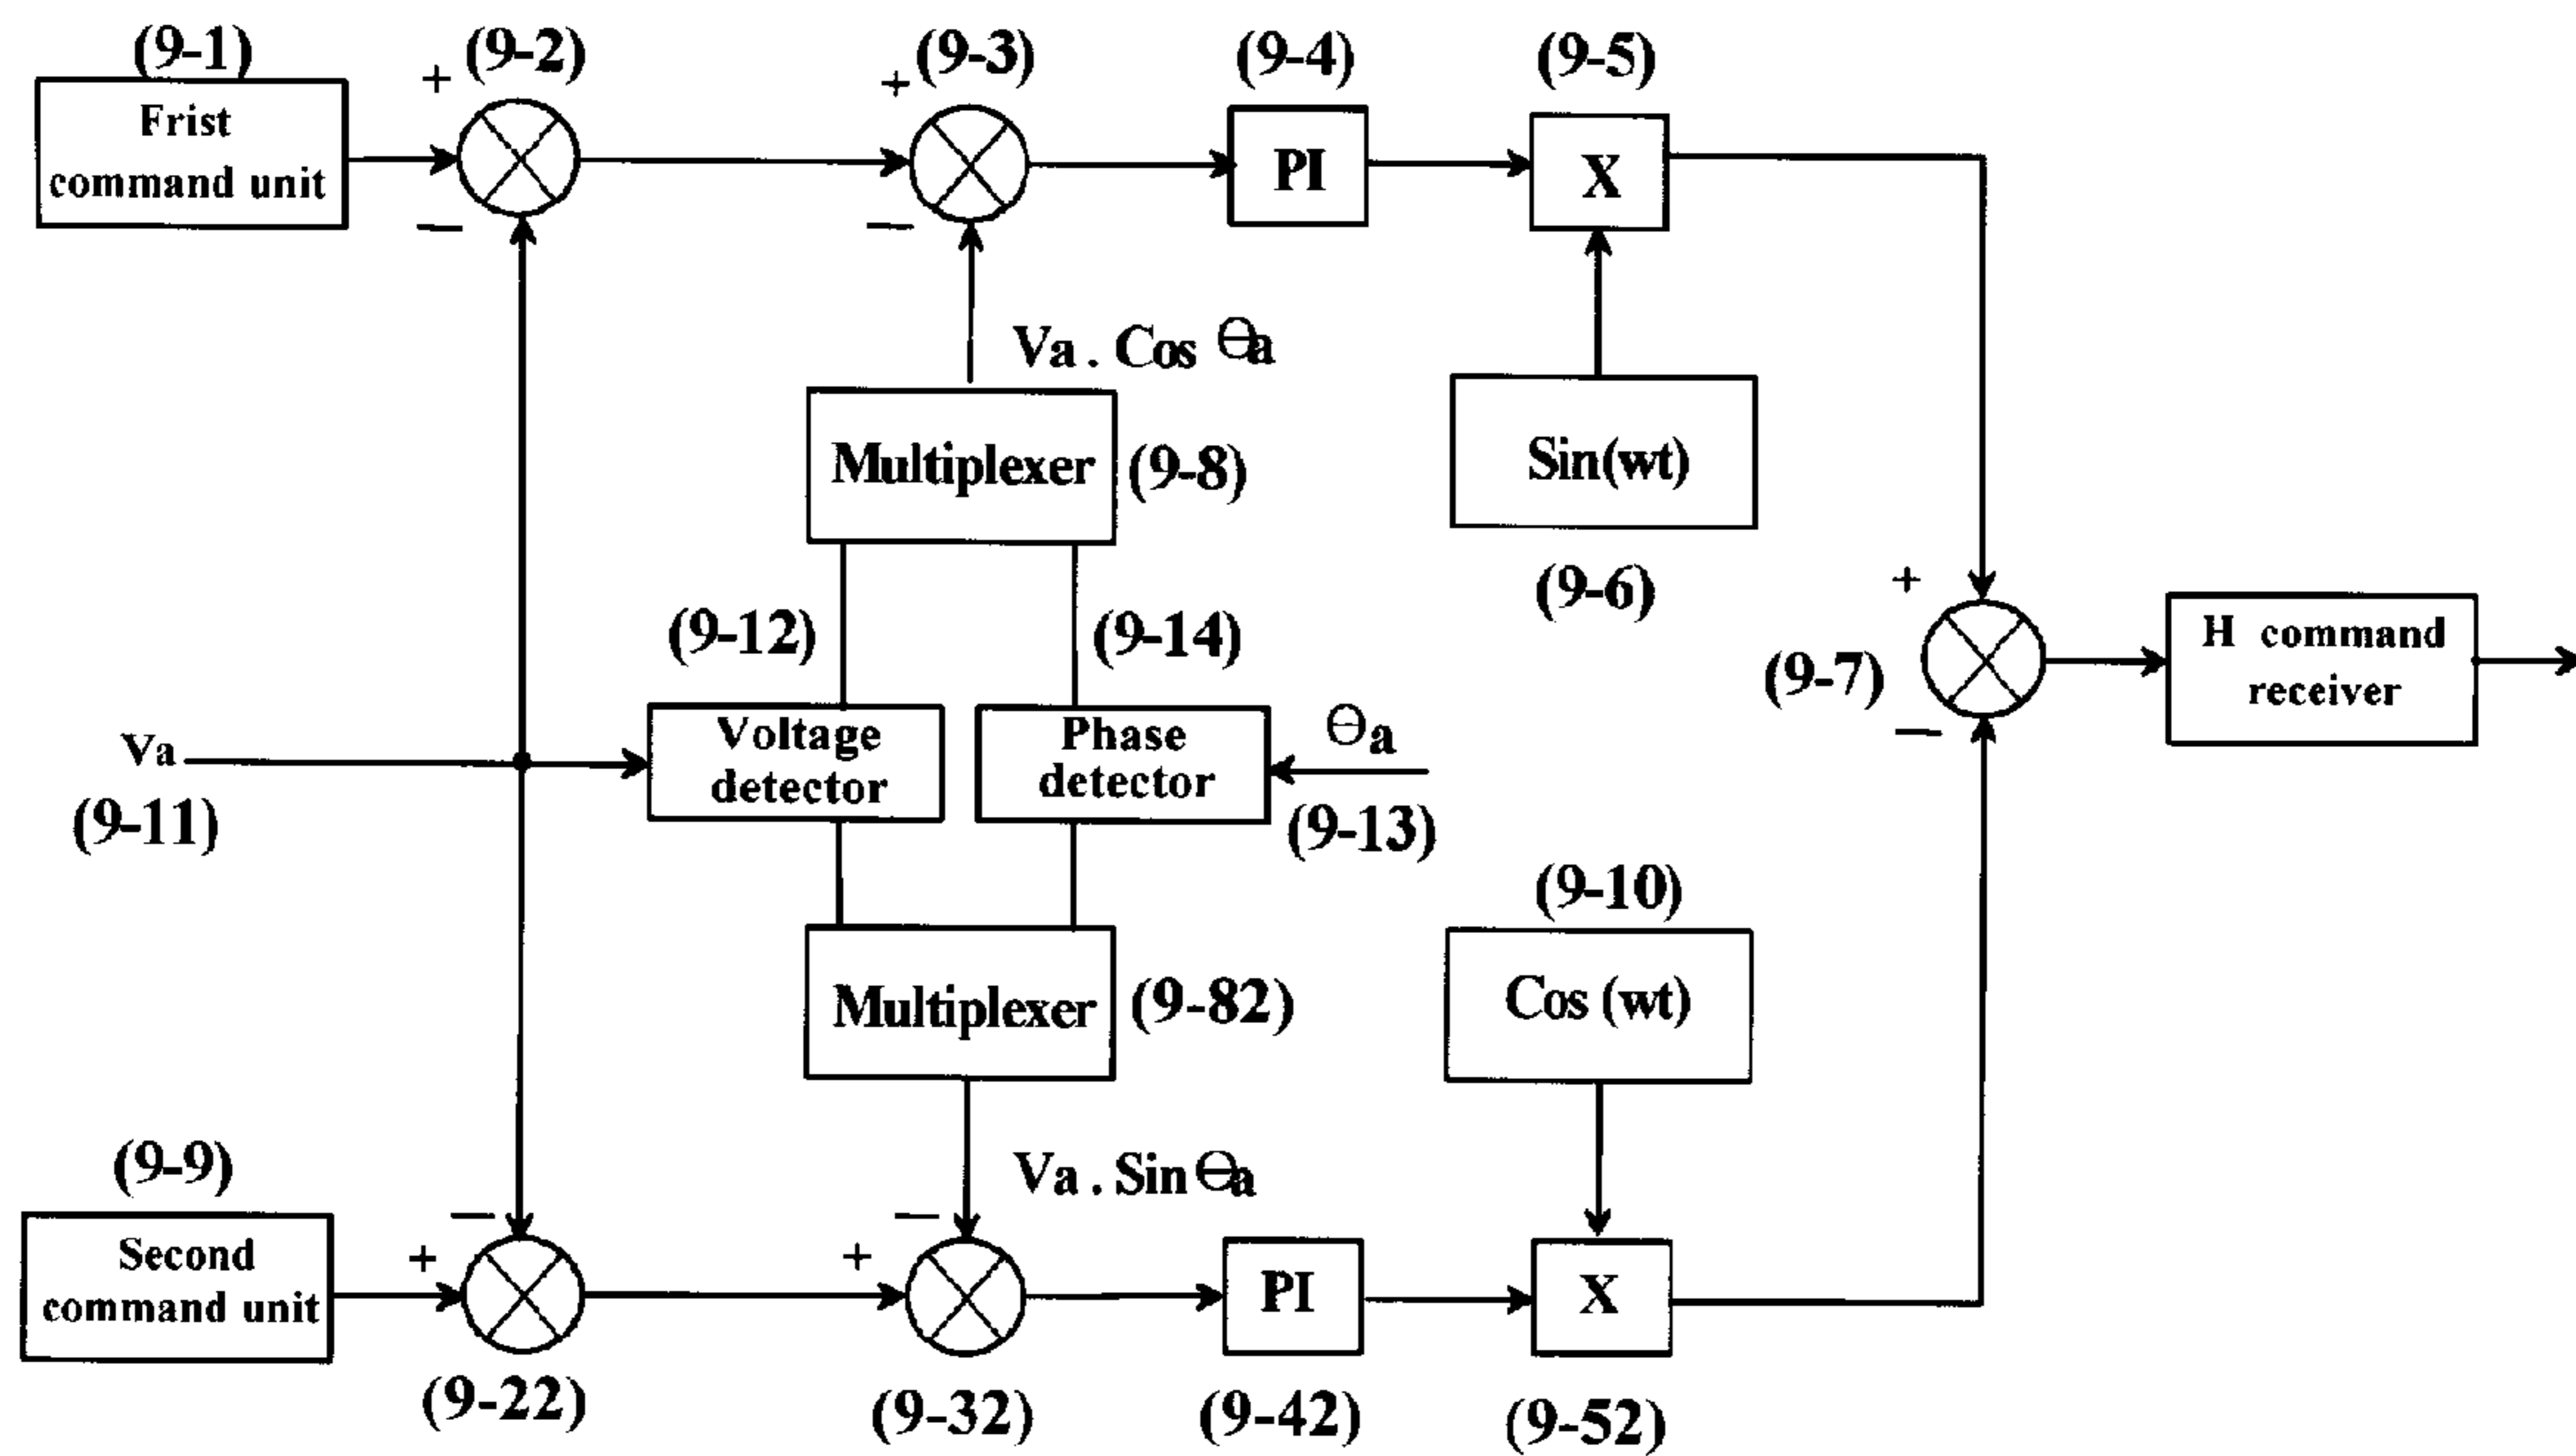 (9-1)
(9-2)
(9-3)
(9-4)
(9-5)
+
+
Frist
command unit
PI
X
—
—
Va . Cos Θa
Multiplexer
(9-8)
Sin(wt)
(9-6)
(9-12)
(9-14)
+
(9-7)
—
H command
receiver
Va
(9-11)
Voltage
detector
Phase
detector
Θa
(9-13)
(9-10)
Multiplexer
(9-82)
Cos (wt)
(9-9)
Va . Sin Θa
—
—
+
+
Second
command unit
PI
X
(9-22)
(9-32)
(9-42)
(9-52)